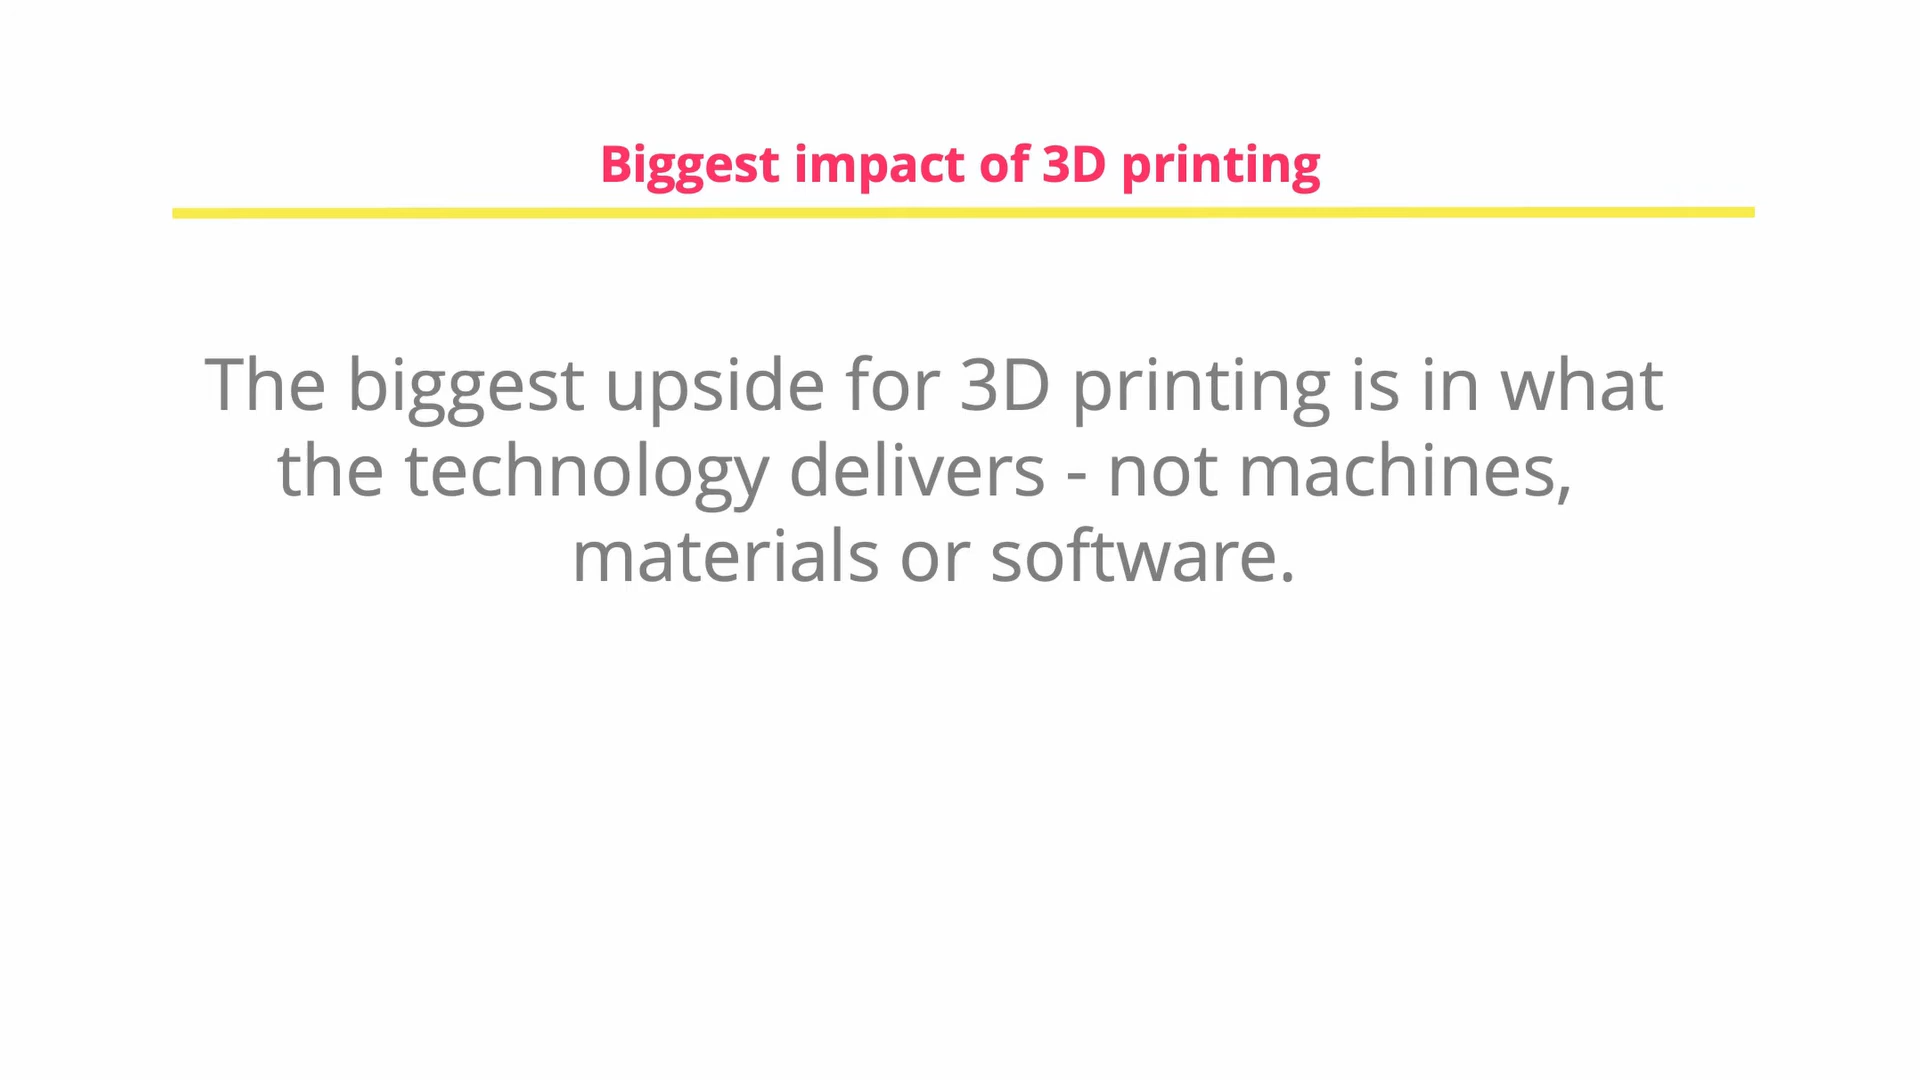 Biggest impact of 3D printing
The biggest upside for 3D printing is in what
the technology delivers - not machines,
materials or software.